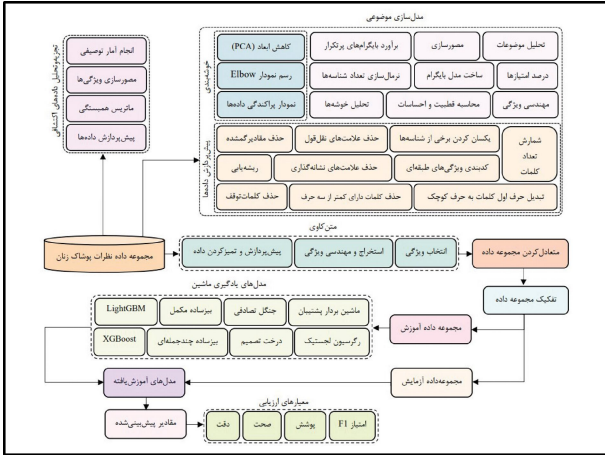 مدل‌سازی موضوعی
تحلیل موضوعات
مصورسازی
برآورد بایگرام‌های پرتکرار
درصد امتیازها
ساخت مدل بایگرام
نرمال‌سازی تعداد شناسه‌ها
مهندسی ویژگی
محاسبه قطبیت و احساسات
تحلیل خوشه‌ها
خوشه‌بندی
کاهش ابعاد (PCA)
رسم نمودار Elbow
نمودار پراکندگی داده‌ها
تجزیه‌وتحلیل داده‌های اکتشافی
انجام آمار توصیفی
مصورسازی ویژگی‌ها
ماتریس همبستگی
پیش‌پردازش داده‌ها
پیش‌پردازش داده‌ها
شمارش
تعداد
کلمات
یکسان کردن برخی از شناسه‌ها
حذف علامت‌های نقل‌قول
حذف مقادیرگمشده
کدبندی ویژگی‌های طبقه‌ای
حذف علامت‌های نشانه‌گذاری
ریشه‌یابی
تبدیل حرف اول کلمات به حرف کوچک
حذف کلمات دارای کمتر از سه حرف
حذف کلمات‌توقف
متن‌کاوی
مجموعه داده نظرات پوشاک زنان
پیش‌پردازش و تمیزکردن داده
استخراج و مهندسی ویژگی
انتخاب ویژگی
متعادل‌کردن مجموعه داده
تفکیک مجموعه داده
مجموعه داده آموزش
مجموعه‌داده آزمایش
مدل‌های یادگیری ماشین
ماشین بردار پشتیبان
جنگل تصادفی
بیزساده مکمل
LightGBM
رگرسیون لجستیک
درخت تصمیم
بیزساده چندجمله‌ای
XGBoost
مدل‌های آموزش‌یافته
مقادیر پیش‌بینی‌شده
معیارهای ارزیابی
امتیاز F1
پوشش
صحت
دقت